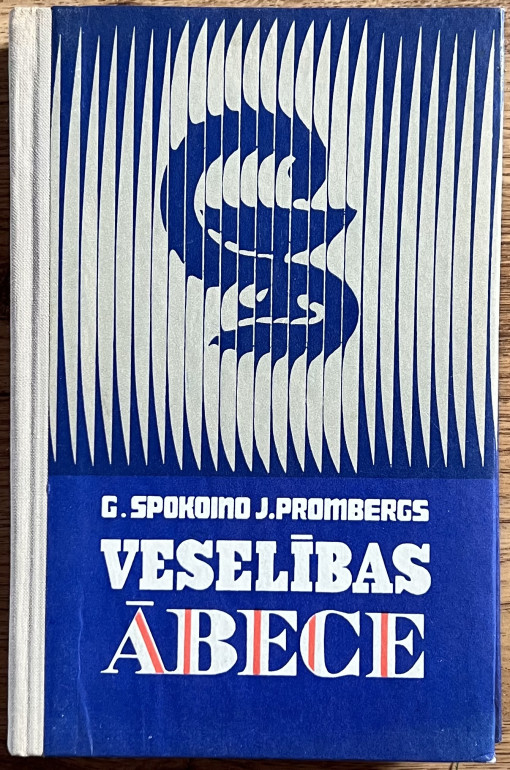 G. SPOKOINO J. PROMBERGS
VESELĪBAS
ĀBECE